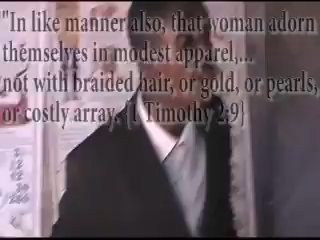 "In like manner also, that woman adorn
themselves in modest apparel,...
not with braided hair, or gold, or pearls,
or costly array. {1 Timothy 2:9}